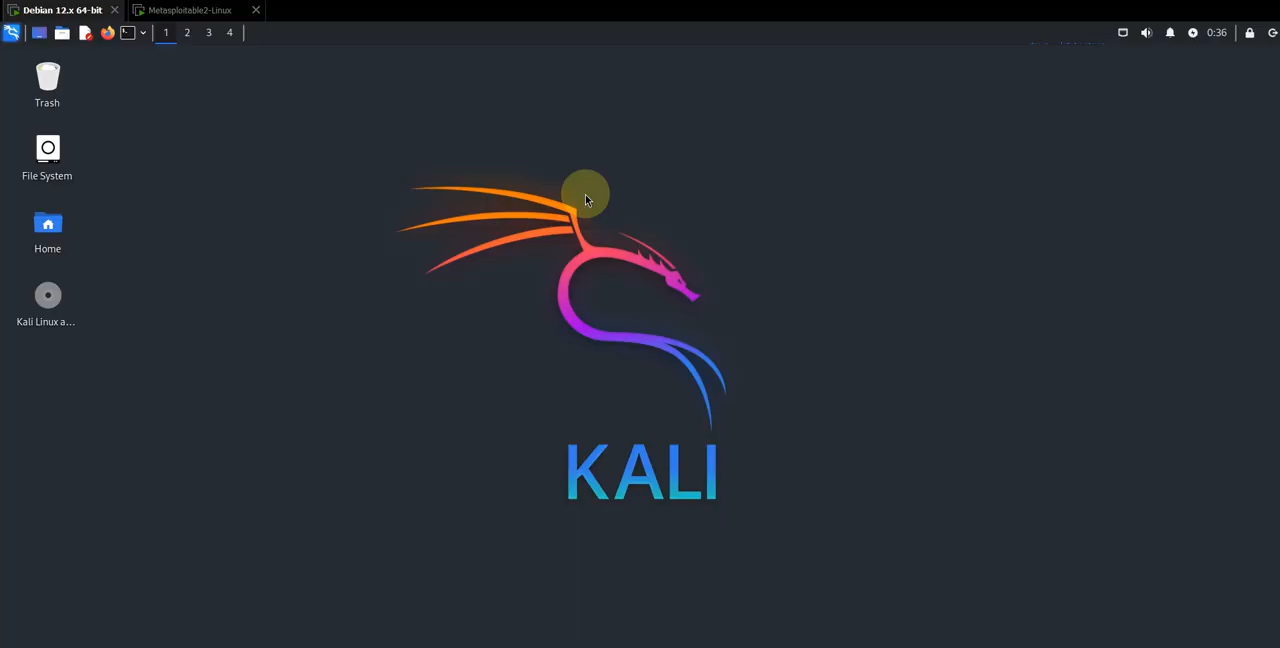 Debian 12.x 64-bit
Metasploitable2-Linux
1 2 3 4
0:36
Trash
File System
Home
Kali Linux a...
KALI